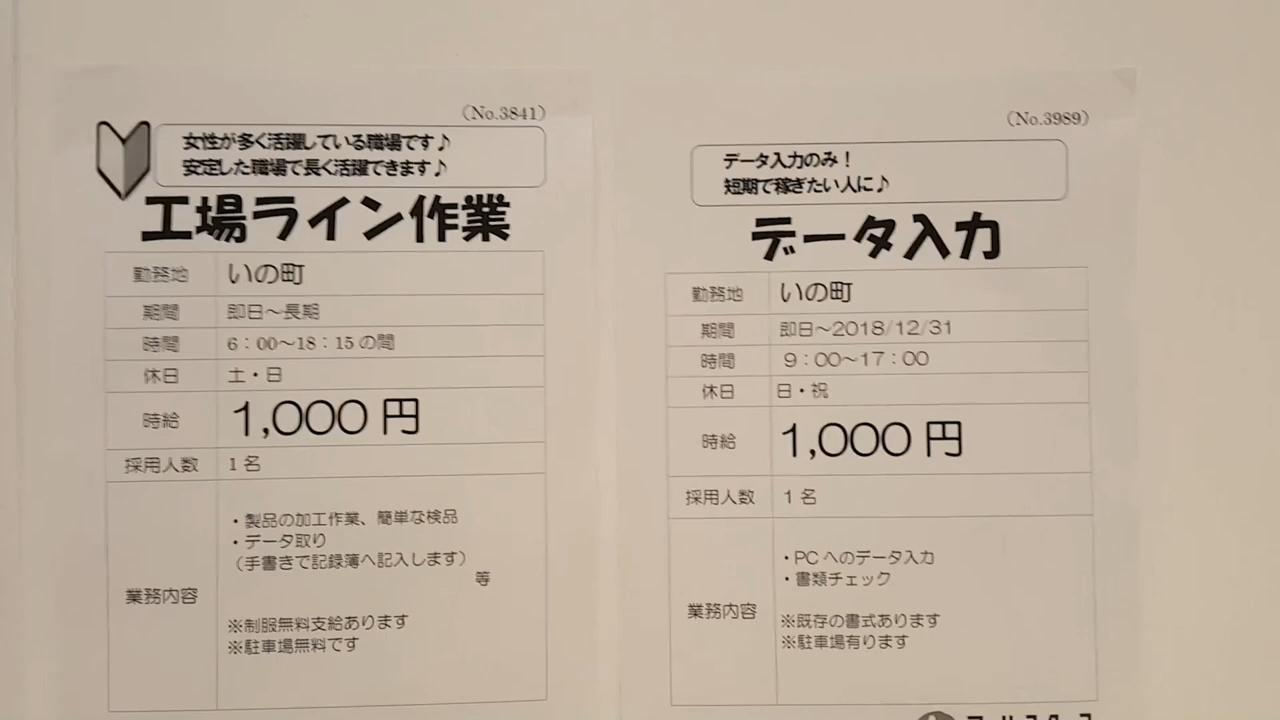 (No.3841)
女性が多く活躍している職場です♪
安定した職場で長く活躍できます♪
工場ライン作業
勤務地 いの町
期間 即日～長期
時間 6：00～18：15の間
休日 土・日
時給 1,000円
採用人数 1名
業務内容
・製品の加工作業、簡単な検品
・データ取り
（手書きで記録簿へ記入します）
等
※制服無料支給あります
※駐車場無料です
(No.3989)
データ入力のみ！
短期で稼ぎたい人に♪
データ入力
勤務地 いの町
期間 即日～2018/12/31
時間 9：00～17：00
休日 日・祝
時給 1,000円
採用人数 1名
業務内容
・PCへのデータ入力
・書類チェック
※既存の書式あります
※駐車場有ります